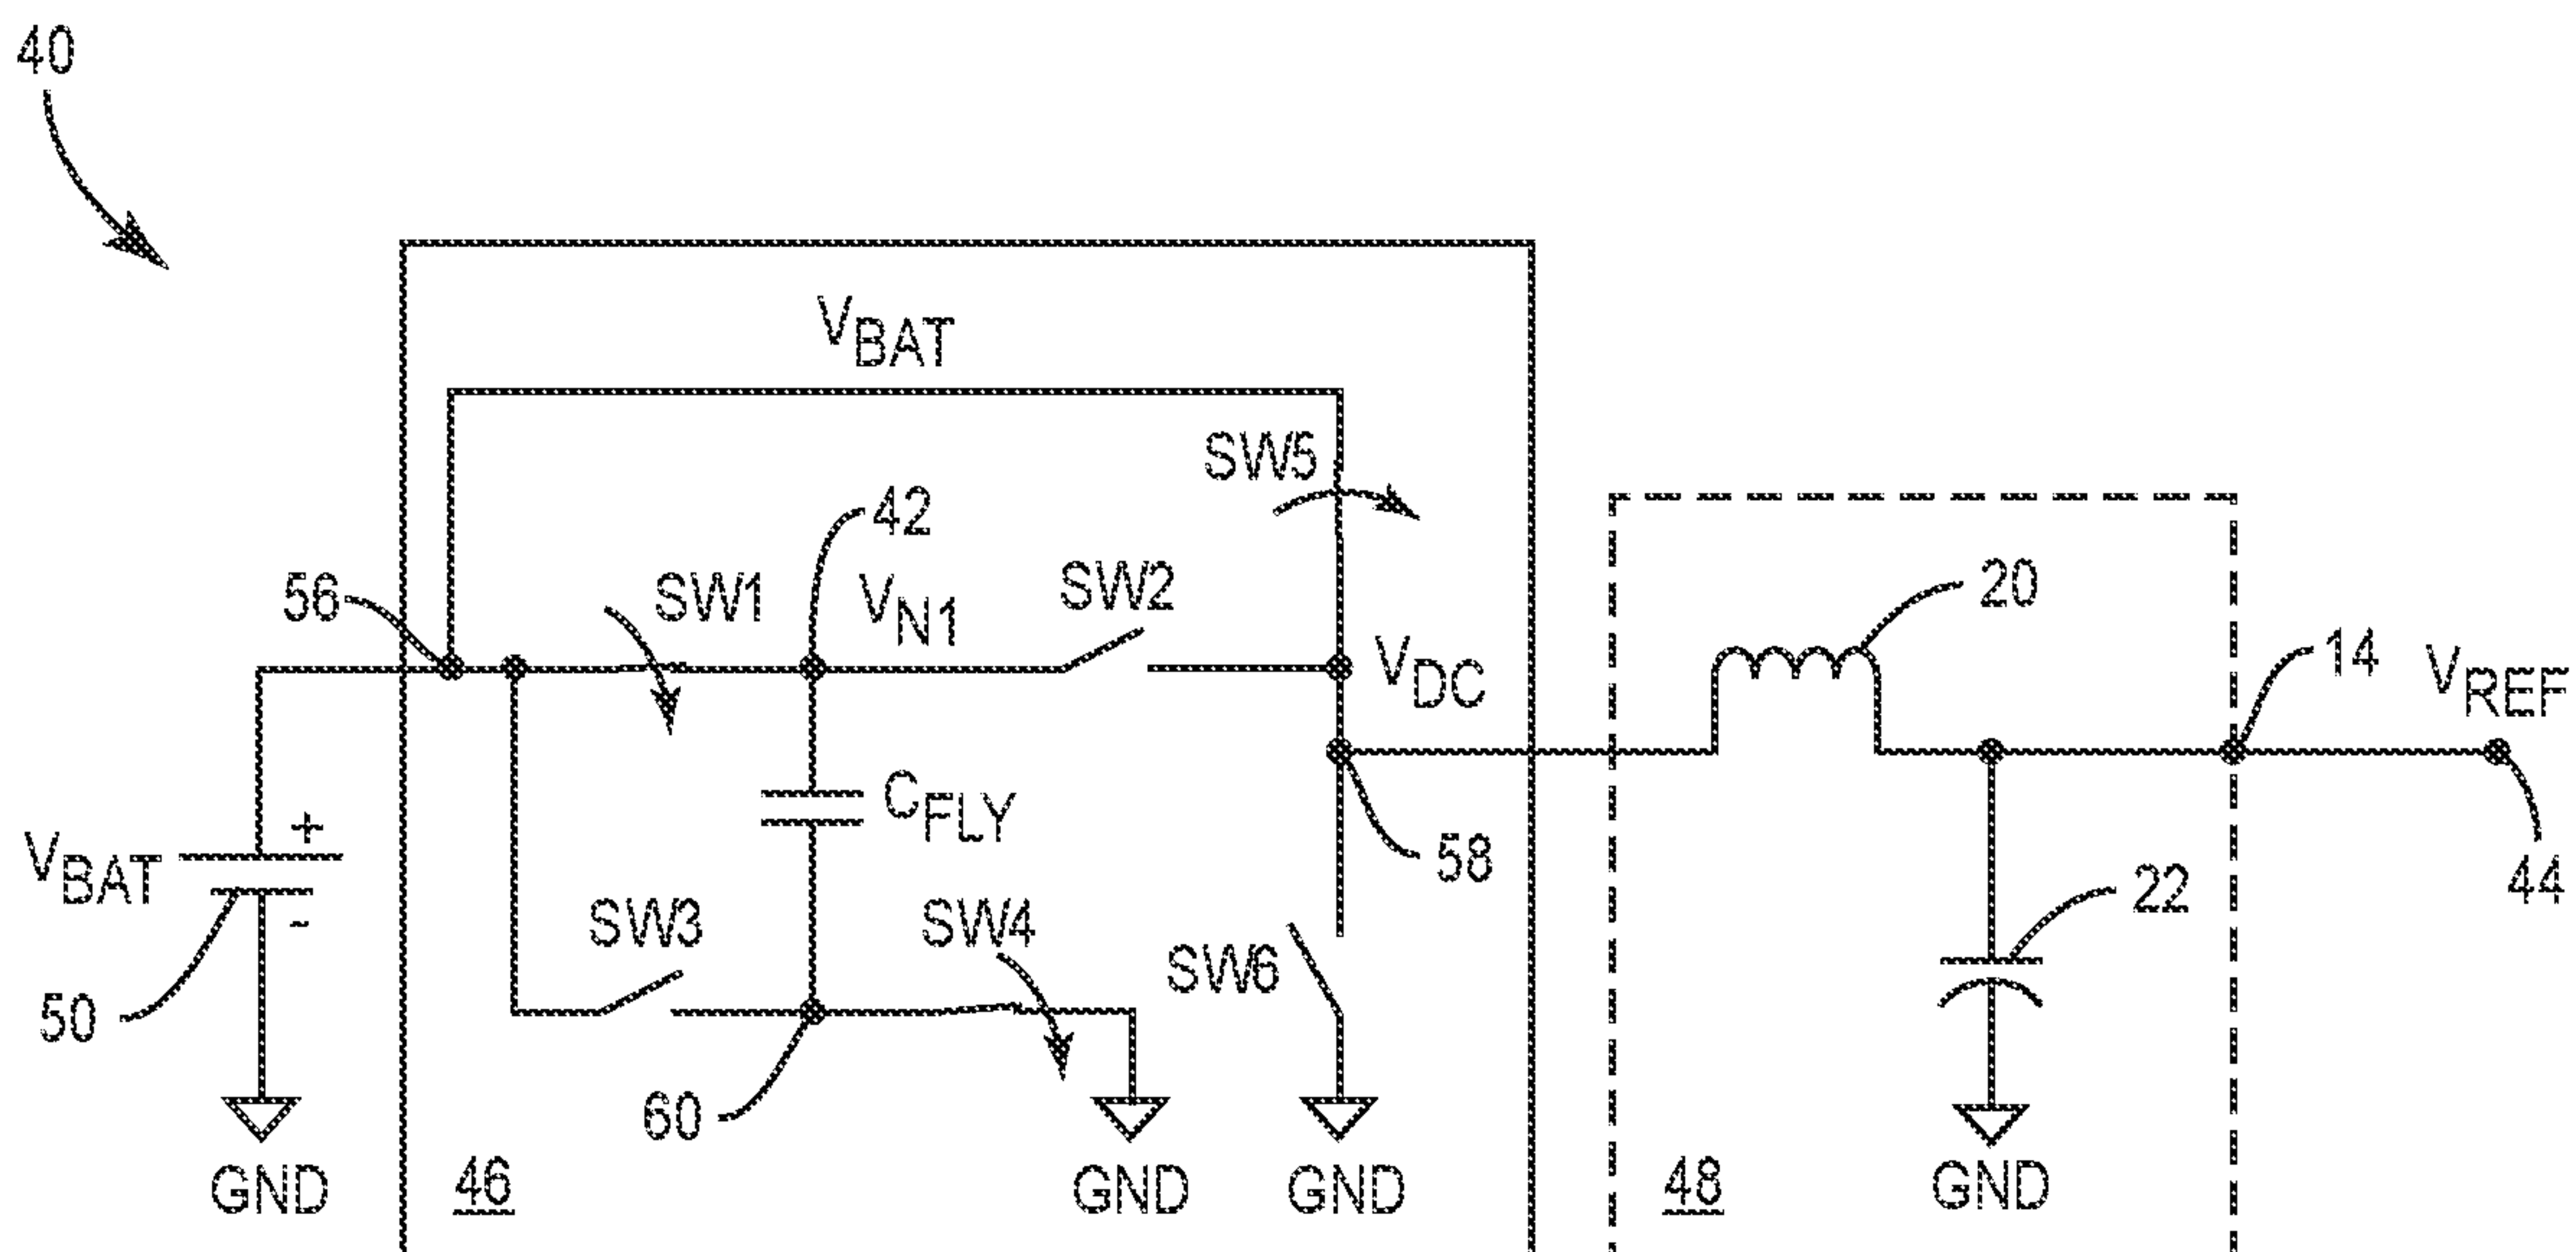 40
VBAT
SW5
42
56
SW1
VN1
SW2
20
14
VREF
VDC
CFLY
58
VBAT
+
-
22
44
SW3
SW4
SW6
50
60
GND
46
GND
GND
48
GND